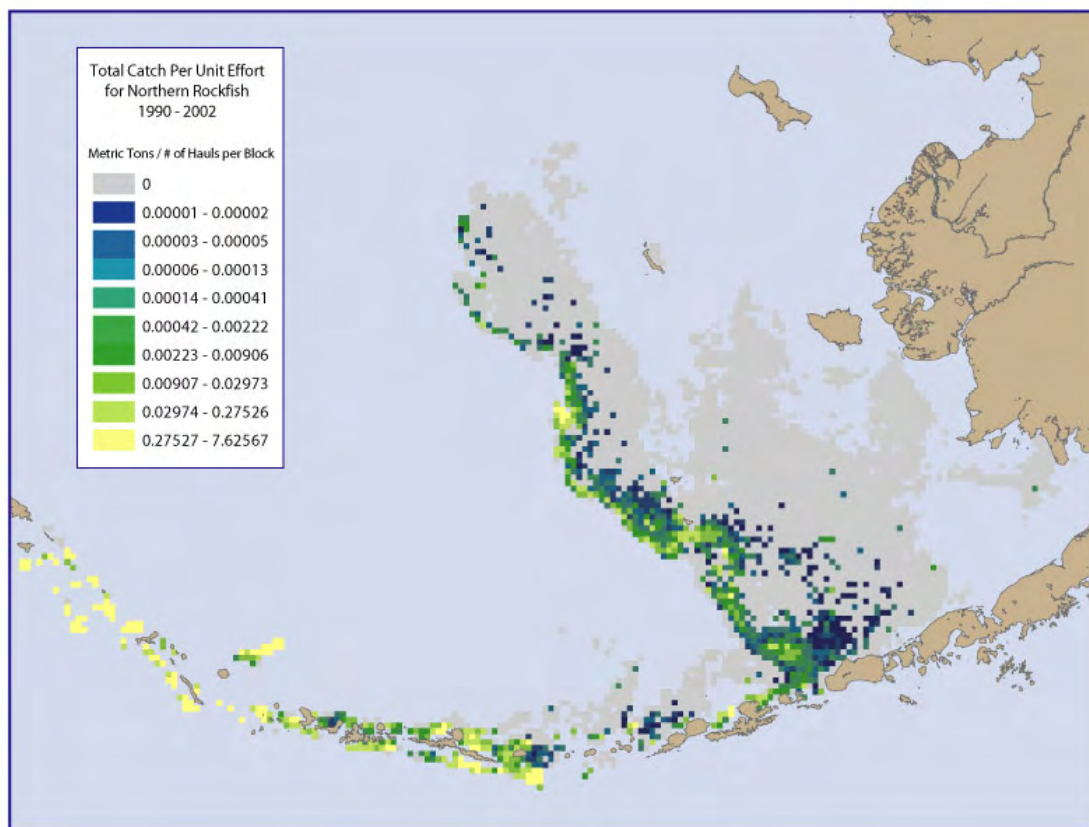 Total Catch Per Unit Effort
for Northern Rockfish
1990 - 2002
Metric Tons / # of Hauls per Block
0
0.00001 - 0.00002
0.00003 - 0.00005
0.00006 - 0.00013
0.00014 - 0.00041
0.00042 - 0.00222
0.00223 - 0.00906
0.00907 - 0.02973
0.02974 - 0.27526
0.27527 - 7.62567